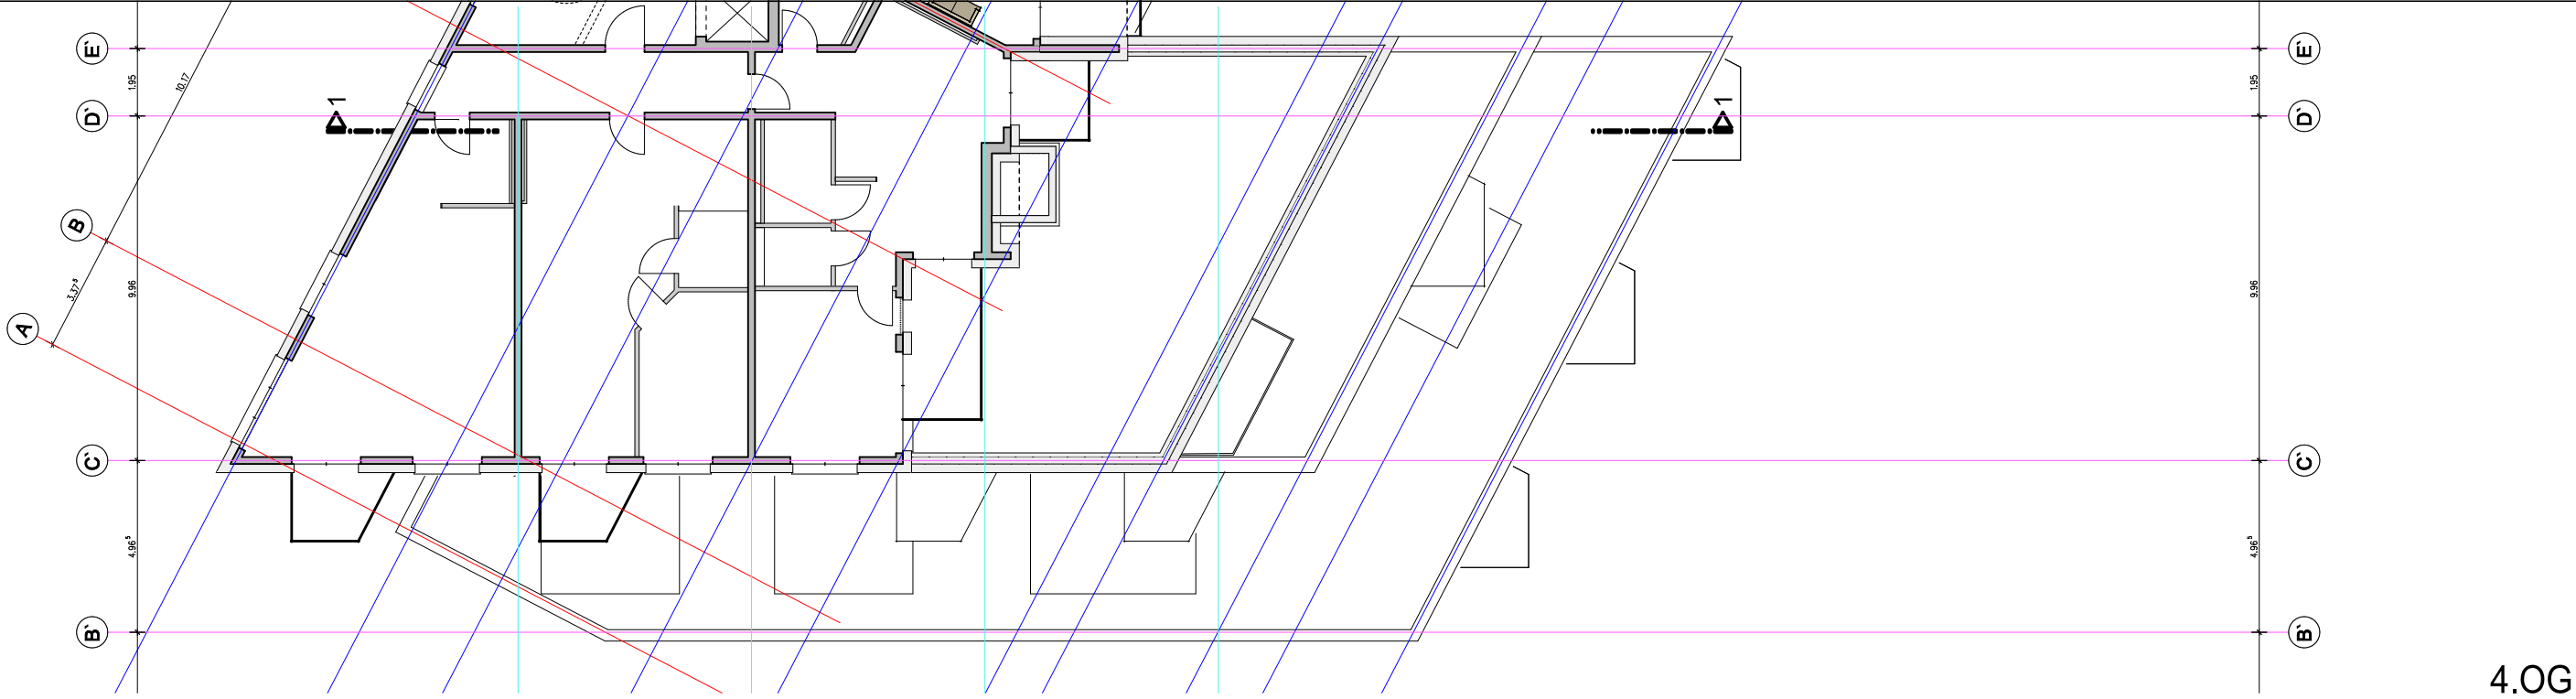 E` E`
1.95 10.17 1.95
D` 1 1 D`
B
3.37⁵ 9.96 9.96
A
C` C`
4.96⁵ 4.96⁵
B` B`
4.OG